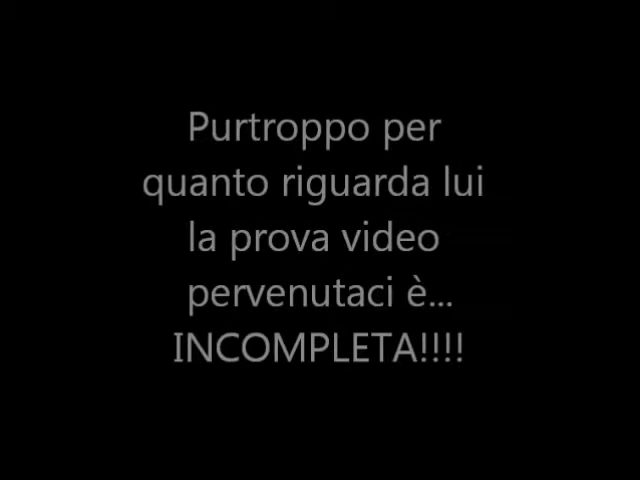 Purtroppo per
quanto riguarda lui
la prova video
pervenutaci è...
INCOMPLETA!!!!